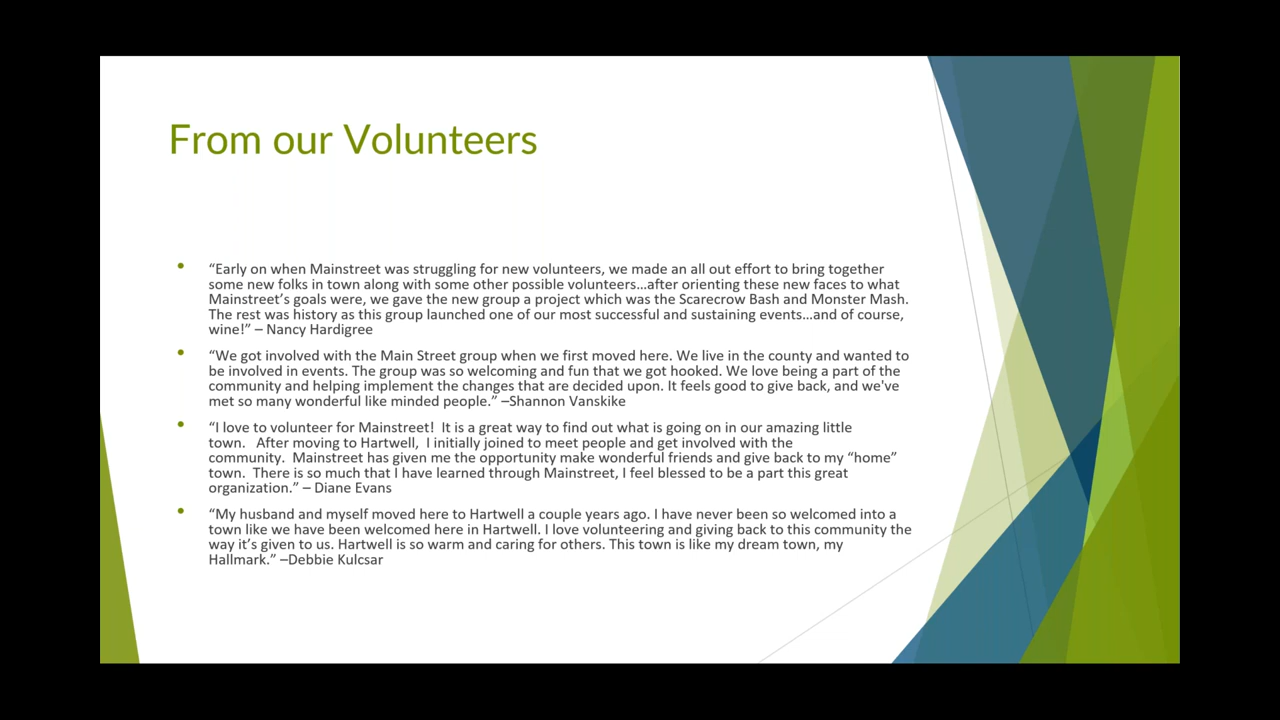 From our Volunteers
“Early on when Mainstreet was struggling for new volunteers, we made an all out effort to bring together
some new folks in town along with some other possible volunteers…after orienting these new faces to what
Mainstreet’s goals were, we gave the new group a project which was the Scarecrow Bash and Monster Mash.
The rest was history as this group launched one of our most successful and sustaining events…and of course,
wine!” – Nancy Hardigree
“We got involved with the Main Street group when we first moved here. We live in the county and wanted to
be involved in events. The group was so welcoming and fun that we got hooked. We love being a part of the
community and helping implement the changes that are decided upon. It feels good to give back, and we've
met so many wonderful like minded people.” –Shannon Vanskike
“I love to volunteer for Mainstreet!  It is a great way to find out what is going on in our amazing little
town.   After moving to Hartwell,  I initially joined to meet people and get involved with the
community.  Mainstreet has given me the opportunity make wonderful friends and give back to my “home”
town.  There is so much that I have learned through Mainstreet, I feel blessed to be a part this great
organization.” – Diane Evans
“My husband and myself moved here to Hartwell a couple years ago. I have never been so welcomed into a
town like we have been welcomed here in Hartwell. I love volunteering and giving back to this community the
way it’s given to us. Hartwell is so warm and caring for others. This town is like my dream town, my
Hallmark.” –Debbie Kulcsar